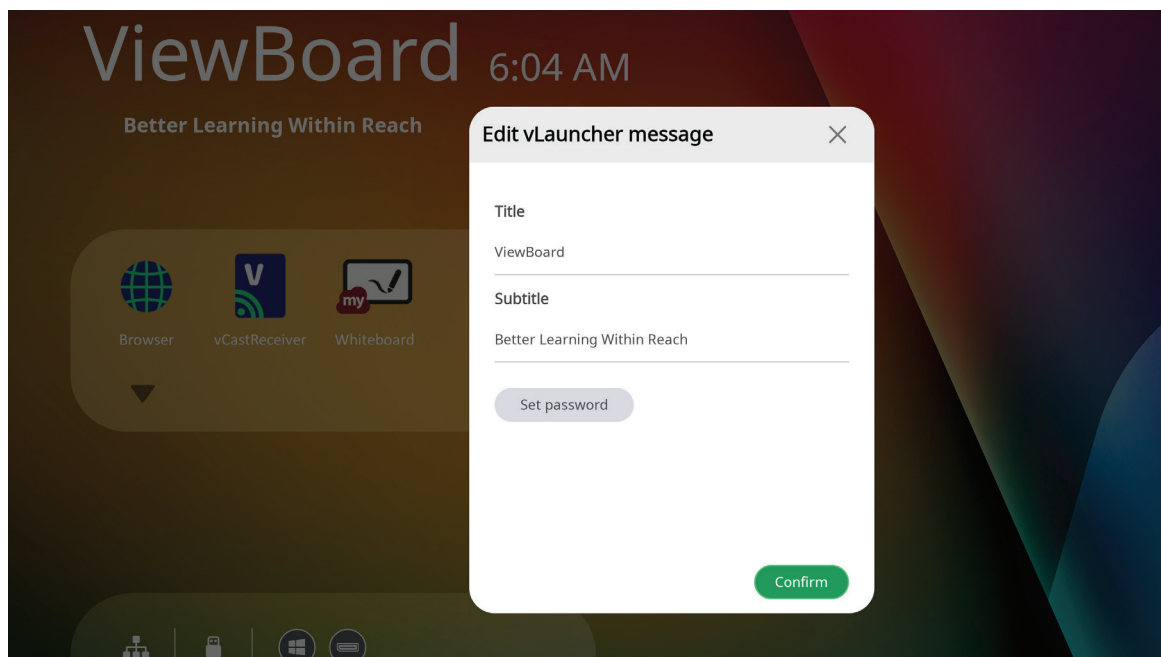 ViewBoard 6:04 AM
Better Learning Within Reach
Edit vLauncher message
Title
ViewBoard
Subtitle
Better Learning Within Reach
Set password
Confirm
V
my
Browser vCastReceiver Whiteboard